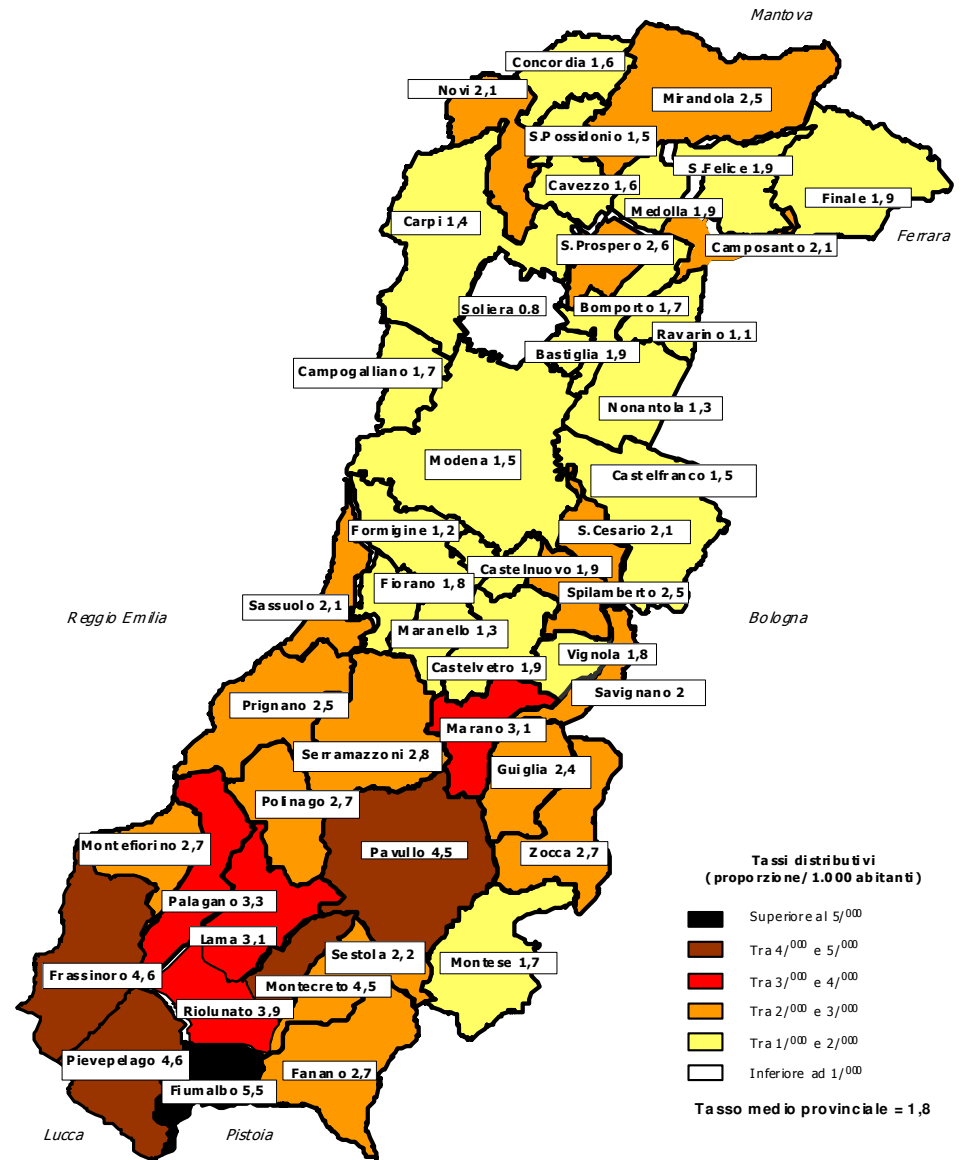 Mantova
Concordia 1,6
Novi 2,1
Mirandola 2,5
S.Possidonio 1,5
S.Felice 1,9
Cavezzo 1,6
Finale 1,9
Medolla 1,9
Carpi 1,4
Ferrara
S.Prospero 2,6
Camposanto 2,1
Soliera 0.8
Bomporto 1,7
Ravarino 1,1
Bastiglia 1,9
Campogalliano 1,7
Nonantola 1,3
Modena 1,5
Castelfranco 1,5
Formigine 1,2
S.Cesario 2,1
Castelnuovo 1,9
Fiorano 1,8
Spilamberto 2,5
Sassuolo 2,1
Reggio Emilia
Bologna
Maranello 1,3
Vignola 1,8
Castelvetro 1,9
Savignano 2
Prignano 2,5
Marano 3,1
Serramazzoni 2,8
Guiglia 2,4
Polinago 2,7
Montefiorino 2,7
Pavullo 4,5
Zocca 2,7
Palagano 3,3
Lama 3,1
Sestola 2,2
Montese 1,7
Frassinoro 4,6
Montecreto 4,5
Riolunato 3,9
Pievepelago 4,6
Fanano 2,7
Fiumalbo 5,5
Lucca
Pistoia
Tassi distributivi
(proporzione/ 1.000 abitanti)
Superiore al 5/000
Tra 4/000 e 5/000
Tra 3/000 e 4/000
Tra 2/000 e 3/000
Tra 1/000 e 2/000
Inferiore ad 1/000
Tasso medio provinciale = 1,8